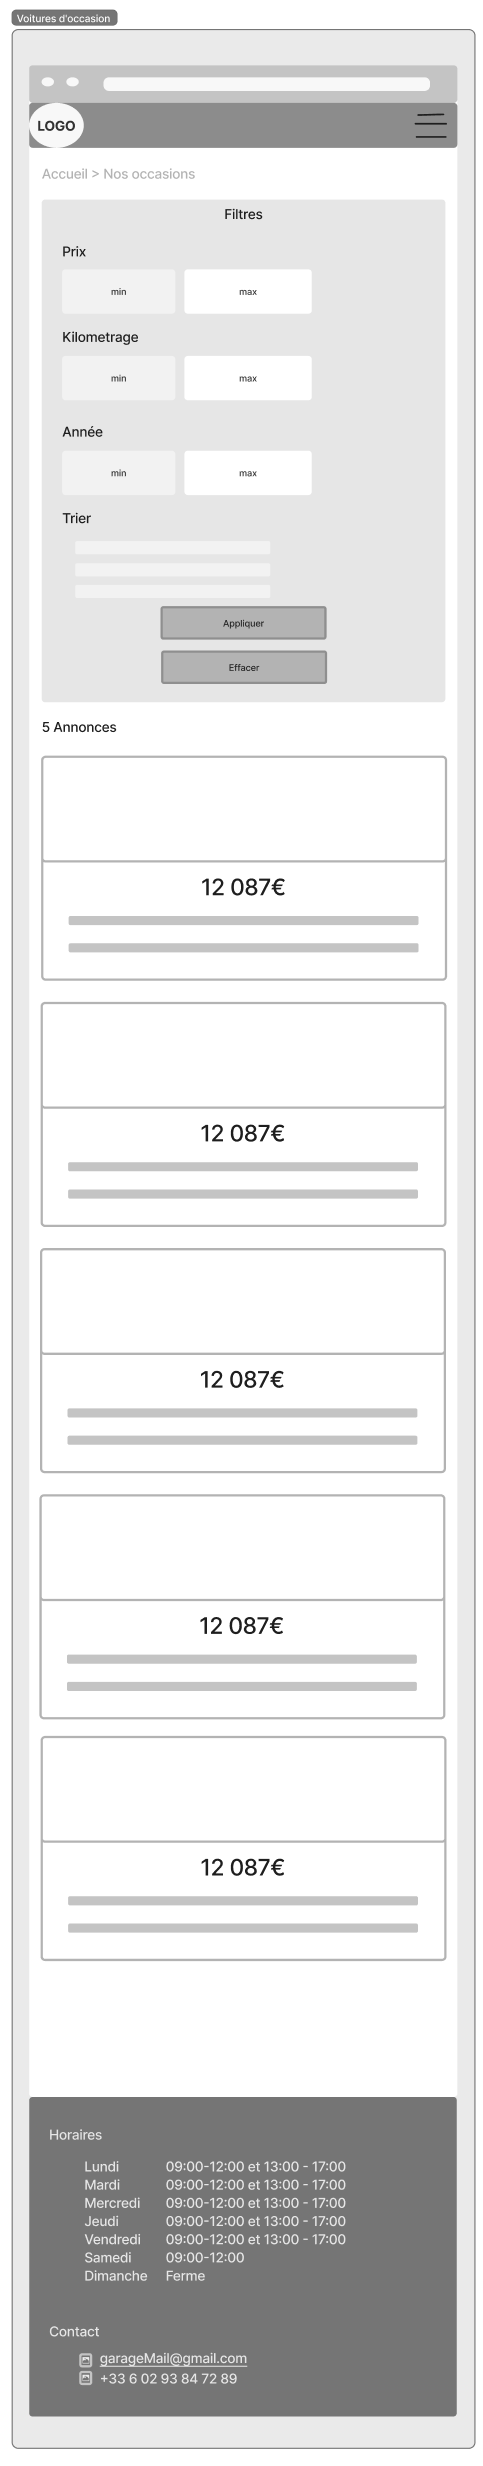 Voitures d'occasion
LOGO
Accueil > Nos occasions
Filtres
Prix
min max
Kilometrage
min max
Année
min max
Trier
Appliquer
Effacer
5 Annonces
12 087€
12 087€
12 087€
12 087€
12 087€
Horaires
Lundi 09:00-12:00 et 13:00 - 17:00
Mardi 09:00-12:00 et 13:00 - 17:00
Mercredi 09:00-12:00 et 13:00 - 17:00
Jeudi 09:00-12:00 et 13:00 - 17:00
Vendredi 09:00-12:00 et 13:00 - 17:00
Samedi 09:00-12:00
Dimanche Ferme
Contact
garageMail@gmail.com
+33 6 02 93 84 72 89